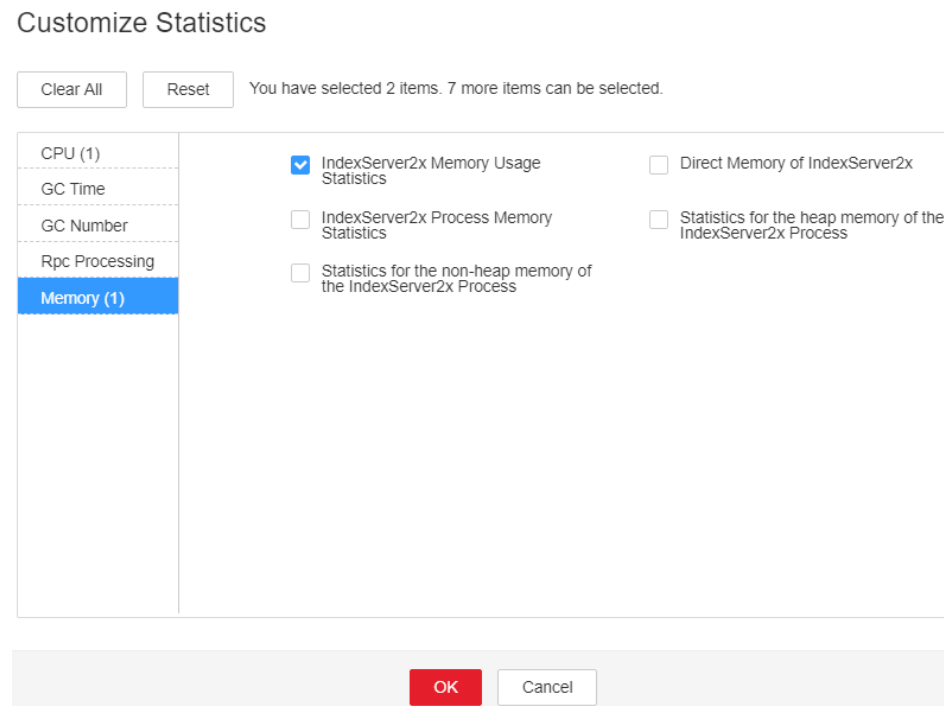 Customize Statistics
Clear All
Reset
You have selected 2 items. 7 more items can be selected.
CPU (1)
GC Time
GC Number
Rpc Processing
Memory (1)
IndexServer2x Memory Usage
Statistics
Direct Memory of IndexServer2x
IndexServer2x Process Memory
Statistics
Statistics for the heap memory of the
IndexServer2x Process
Statistics for the non-heap memory of
the IndexServer2x Process
OK
Cancel